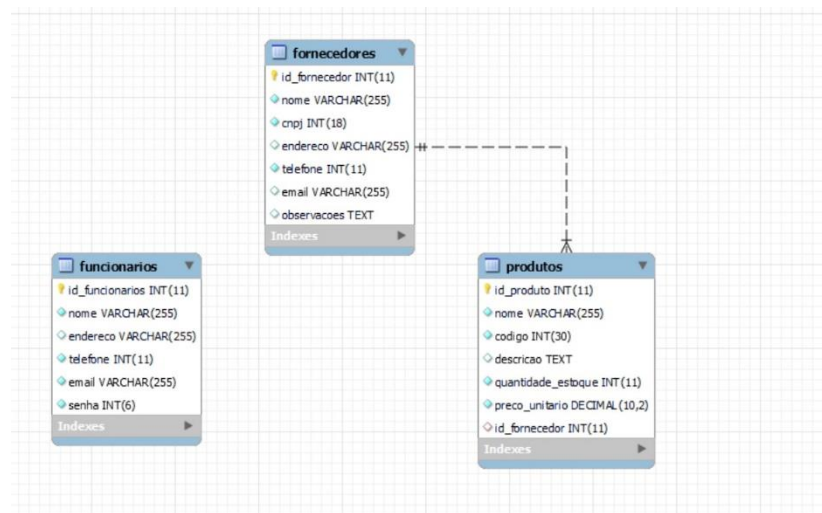 fornecedores
id_fornecedor INT(11)
nome VARCHAR(255)
cnpj INT(18)
endereco VARCHAR(255)
telefone INT(11)
email VARCHAR(255)
observacoes TEXT
Indexes
funcionarios
id_funcionarios INT(11)
nome VARCHAR(255)
endereco VARCHAR(255)
telefone INT(11)
email VARCHAR(255)
senha INT(6)
Indexes
produtos
id_produto INT(11)
nome VARCHAR(255)
codigo INT(30)
descricao TEXT
quantidade_estoque INT(11)
preco_unitario DECIMAL(10,2)
id_fornecedor INT(11)
Indexes